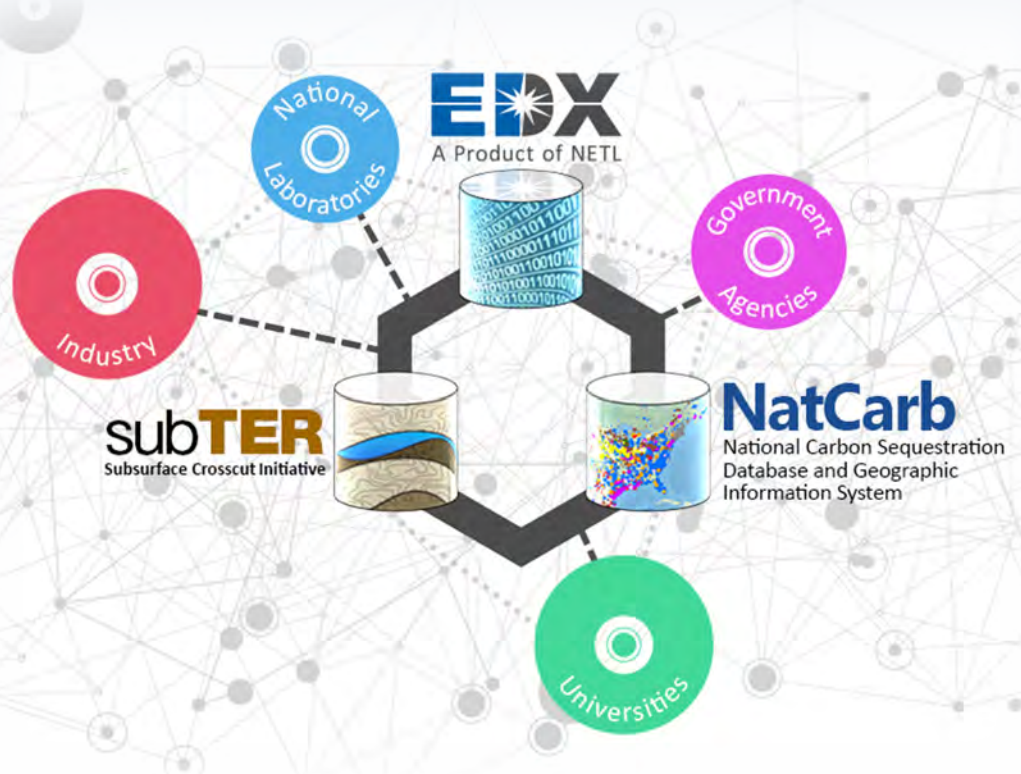 EDX
A Product of NETL
National
Laboratories
Government
Agencies
Industry
subTER
Subsurface Crosscut Initiative
NatCarb
National Carbon Sequestration
Database and Geographic
Information System
Universities